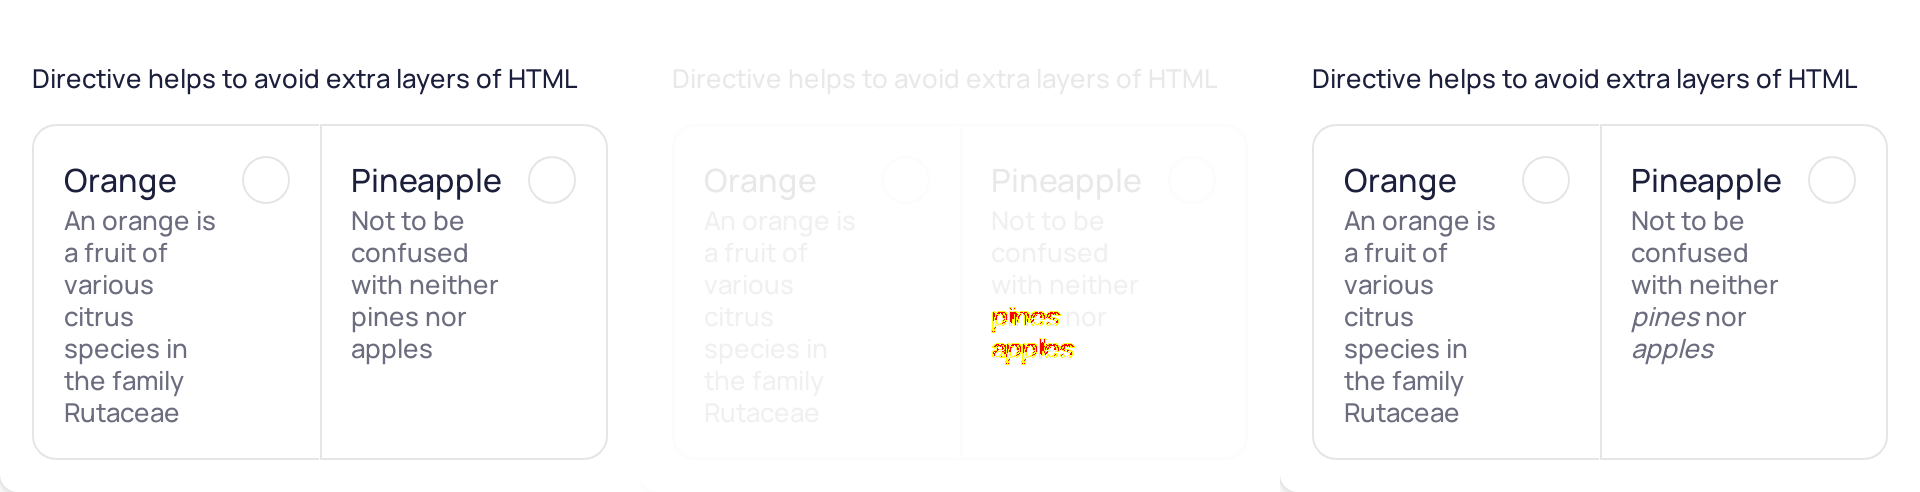 Directive helps to avoid extra layers of HTML
Orange
An orange is
a fruit of
various
citrus
species in
the family
Rutaceae
Pineapple
Not to be
confused
with neither
pines nor
apples
Directive helps to avoid extra layers of HTML
Orange
An orange is
a fruit of
various
citrus
species in
the family
Rutaceae
Pineapple
Not to be
confused
with neither
pines nor
apples
Directive helps to avoid extra layers of HTML
Orange
An orange is
a fruit of
various
citrus
species in
the family
Rutaceae
Pineapple
Not to be
confused
with neither
pines nor
apples